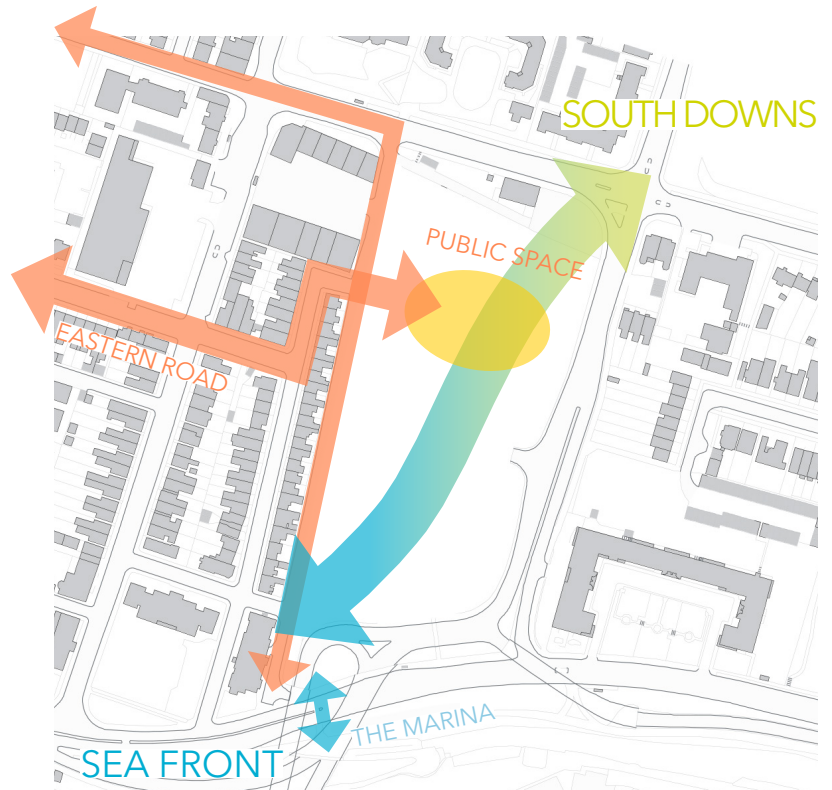 SOUTH DOWNS
PUBLIC SPACE
EASTERN ROAD
THE MARINA
SEA FRONT